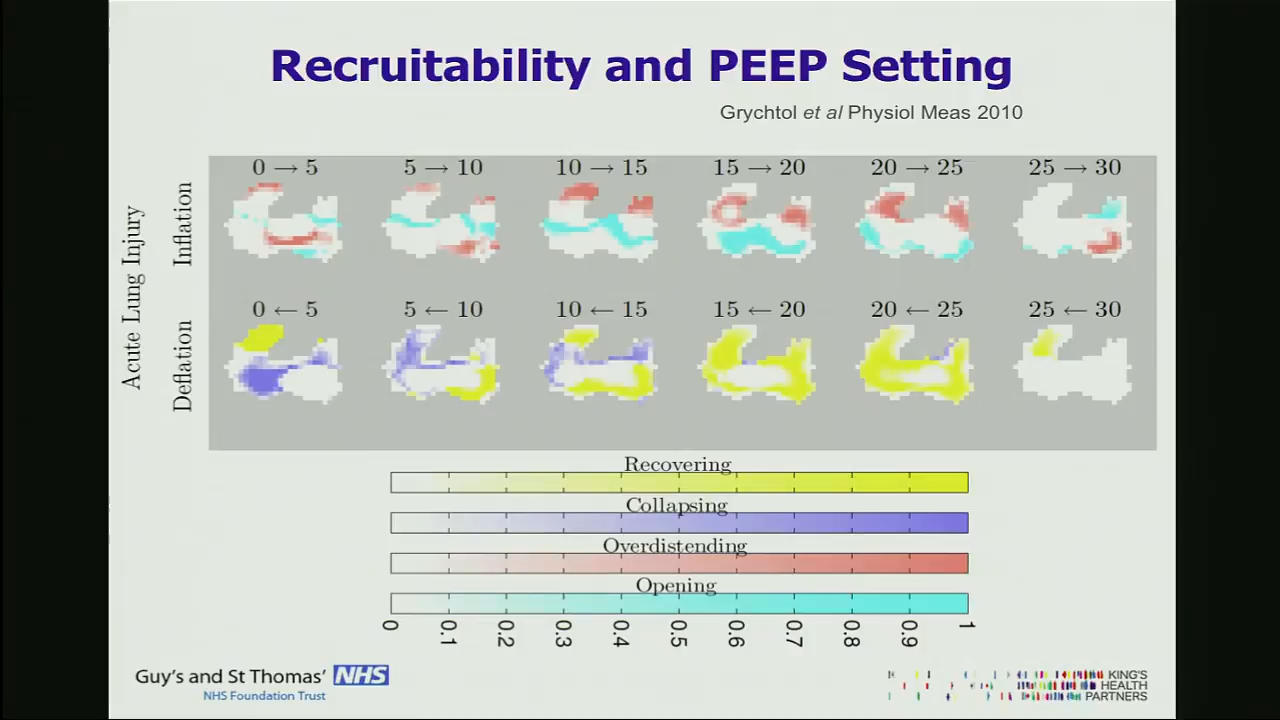 Recruitability and PEEP Setting
Grychtol et al Physiol Meas 2010
Acute Lung Injury
Inflation
0 → 5
5 → 10
10 → 15
15 → 20
20 → 25
25 → 30
Deflation
0 ← 5
5 ← 10
10 ← 15
15 ← 20
20 ← 25
25 ← 30
Recovering
Collapsing
Overdistending
Opening
0 0.1 0.2 0.3 0.4 0.5 0.6 0.7 0.8 0.9 1
Guy's and St Thomas' NHS
NHS Foundation Trust
KING'S
HEALTH
PARTNERS